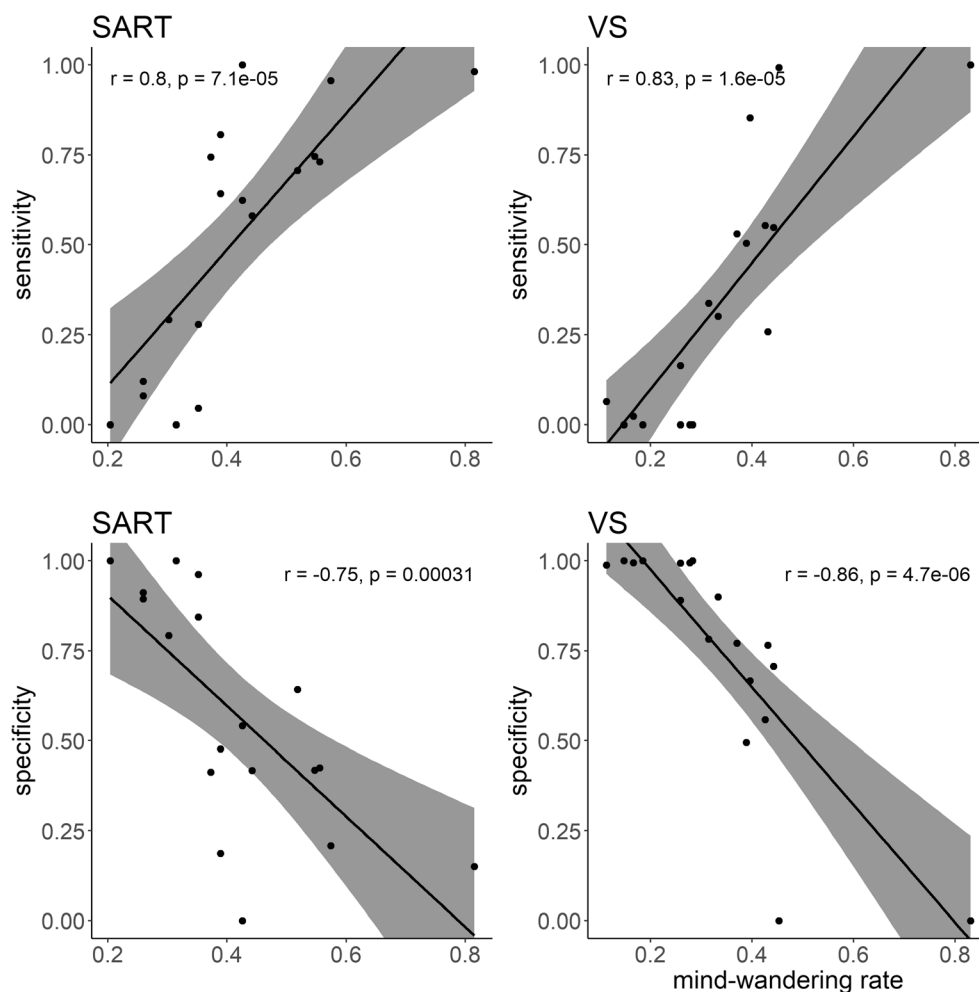 SART
VS
r = 0.8, p = 7.1e-05
r = 0.83, p = 1.6e-05
sensitivity
sensitivity
1.00
0.75
0.50
0.25
0.00
1.00
0.75
0.50
0.25
0.00
0.2 0.4 0.6 0.8
0.2 0.4 0.6 0.8
SART
VS
r = -0.75, p = 0.00031
r = -0.86, p = 4.7e-06
specificity
specificity
1.00
0.75
0.50
0.25
0.00
1.00
0.75
0.50
0.25
0.00
0.2 0.4 0.6 0.8
0.2 0.4 0.6 0.8
mind-wandering rate